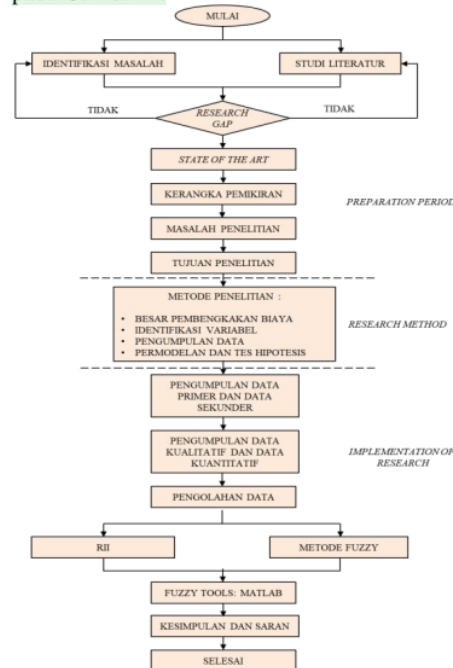 MULAI
IDENTIFIKASI MASALAH
STUDI LITERATUR
TIDAK
TIDAK
RESEARCH
GAP
STATE OF THE ART
KERANGKA PEMIKIRAN
PREPARATION PERIOD
MASALAH PENELITIAN
TUJUAN PENELITIAN
METODE PENELITIAN :
• BESAR PEMBENGKAKAN BIAYA
• IDENTIFIKASI VARIABEL
• PENGUMPULAN DATA
• PERMODELAN DAN TES HIPOTESIS
RESEARCH METHOD
PENGUMPULAN DATA
PRIMER DAN DATA
SEKUNDER
PENGUMPULAN DATA
KUALITATIF DAN DATA
KUANTITATIF
IMPLEMENTATION OF
RESEARCH
PENGOLAHAN DATA
RII
METODE FUZZY
FUZZY TOOLS: MATLAB
KESIMPULAN DAN SARAN
SELESAI